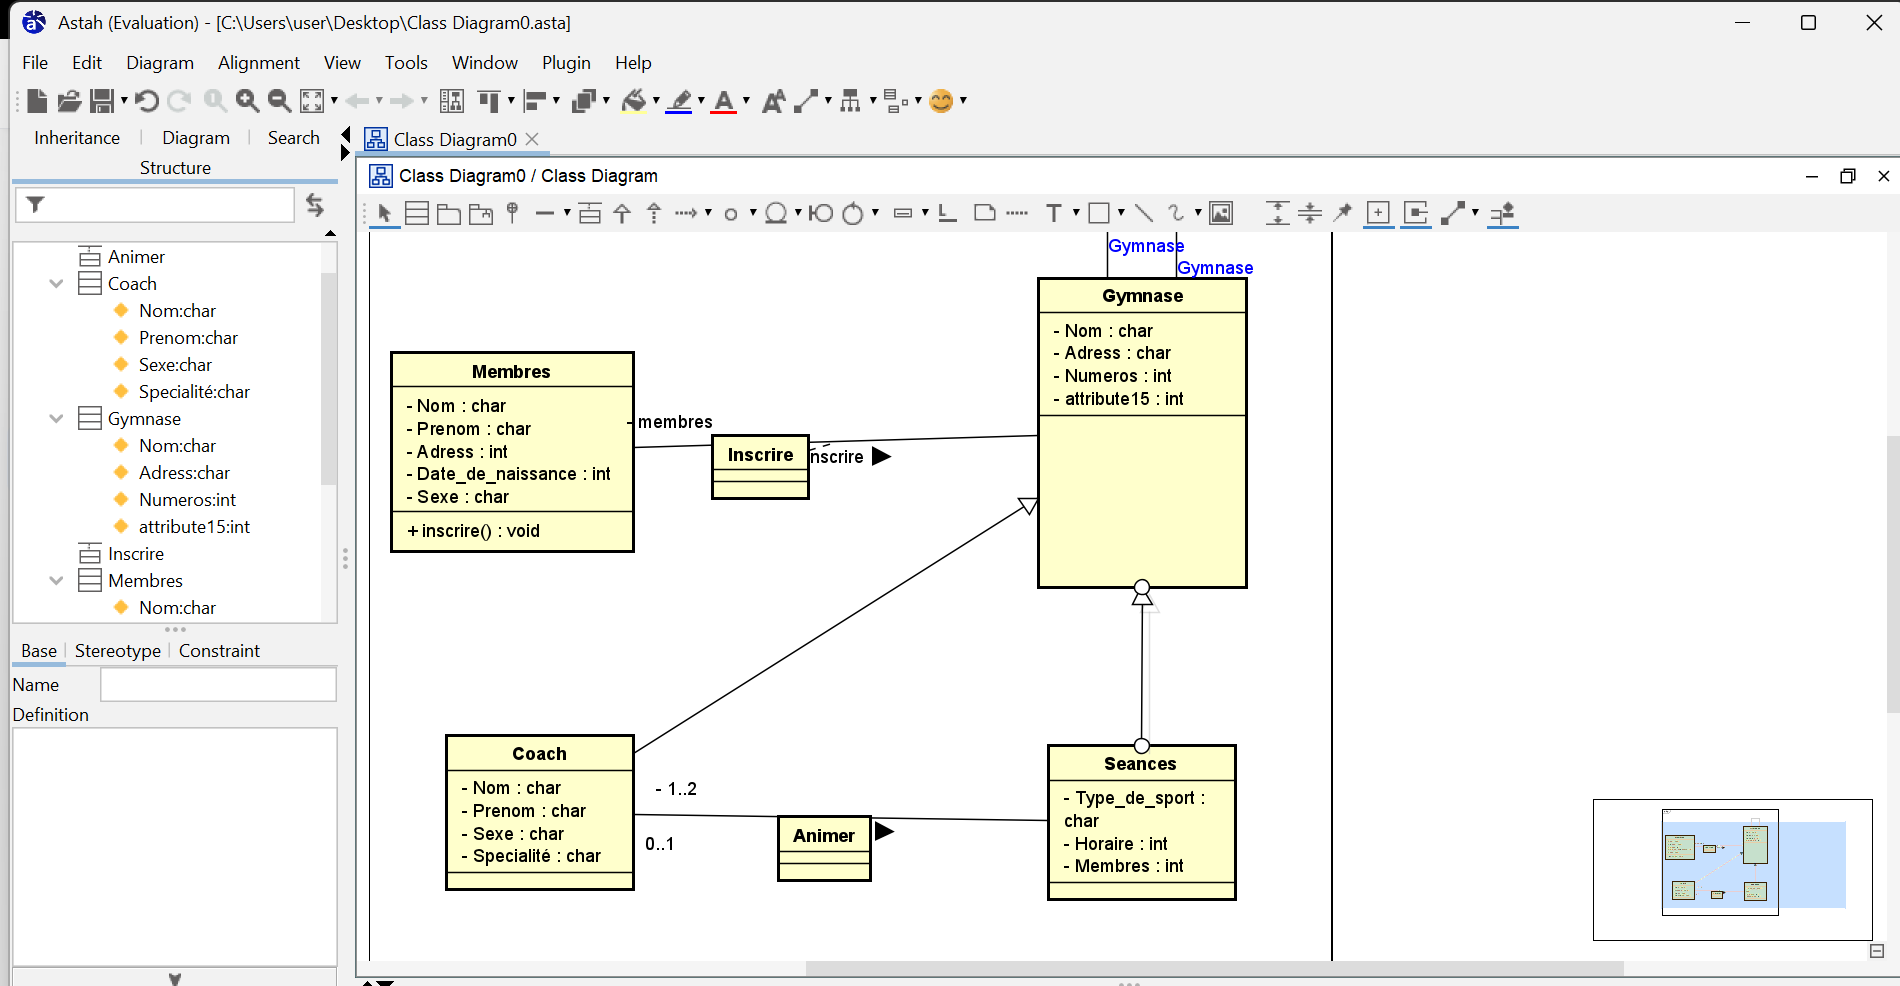 Astah (Evaluation) - [C:\Users\user\Desktop\Class Diagram0.asta]
File Edit Diagram Alignment View Tools Window Plugin Help
Inheritance Diagram Search
Structure
Class Diagram0
Class Diagram0 / Class Diagram
Animer
Coach
Nom:char
Prenom:char
Sexe:char
Specialité:char
Gymnase
Nom:char
Adress:char
Numeros:int
attribute15:int
Inscrire
Membres
Nom:char
Base Stereotype Constraint
Name
Definition
Gymnase
Gymnase
Gymnase
- Nom : char
- Adress : char
- Numeros : int
- attribute15 : int
Membres
- Nom : char
- Prenom : char
- Adress : int
- Date_de_naissance : int
- Sexe : char
+ inscrire() : void
- membres
Inscrire
nscrire
Coach
- Nom : char
- Prenom : char
- Sexe : char
- Specialité : char
- 1..2
0..1
Animer
Seances
- Type_de_sport :
char
- Horaire : int
- Membres : int